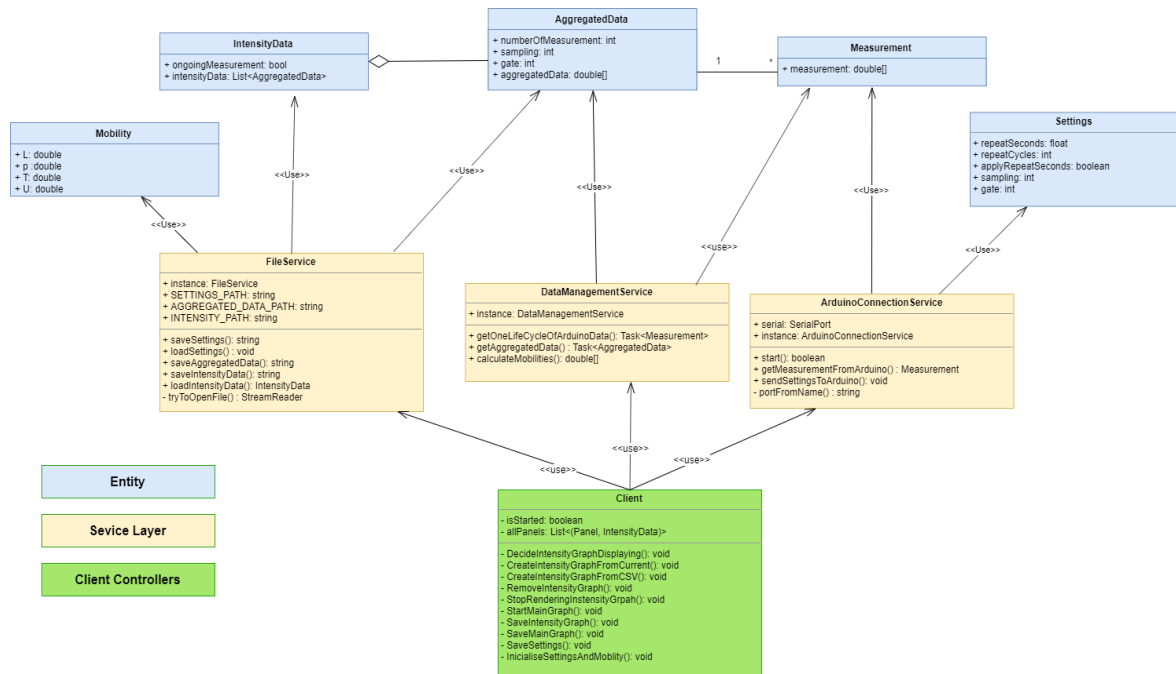 AggregatedData
+ numberOfMeasurement: int
+ sampling: int
+ gate: int
+ aggregatedData: double[]
IntensityData
+ ongoingMeasurement: bool
+ intensityData: List<AggregatedData>
1
*
Measurement
+ measurement: double[]
Mobility
+ L: double
+ p :double
+ T: double
+ U: double
Settings
+ repeatSeconds: float
+ repeatCycles: int
+ applyRepeatSeconds: boolean
+ sampling: int
+ gate: int
<<Use>>
<<Use>>
<<Use>>
<<Use>>
<<use>>
<<Use>>
<<Use>>
FileService
+ instance: FileService
+ SETTINGS_PATH: string
+ AGGREGATED_DATA_PATH: string
+ INTENSITY_PATH: string
+ saveSettings(): string
+ loadSettings() : void
+ saveAggregatedData(): string
+ saveIntensityData(): string
+ loadIntensityData(): IntensityData
- tryToOpenFile() : StreamReader
DataManagementService
+ instance: DataManagementService
+ getOneLifeCycleOfArduinoData(): Task<Measurement>
+ getAggregatedData() : Task<AggregatedData>
+ calculateMobilities(): double[]
ArduinoConnectionService
+ serial: SerialPort
+ instance: ArduinoConnectionService
+ start(): boolean
+ getMeasurementFromArduino() : Measurement
+ sendSettingsToArduino(): void
- portFromName() : string
<<use>>
<<use>>
<<use>>
Entity
Sevice Layer
Client Controllers
Client
- isStarted: boolean
- allPanels: List<(Panel, IntensityData)>
- DecideIntensityGraphDisplaying(): void
- CreateIntensityGraphFromCurrent(): void
- CreateIntensityGraphFromCSV(): void
- RemoveIntensityGraph(): void
- StopRenderingInstensityGrpah(): void
- StartMainGraph(): void
- SaveIntensityGraph(): void
- SaveMainGraph(): void
- SaveSettings(): void
- InicialiseSettingsAndMoblity(): void